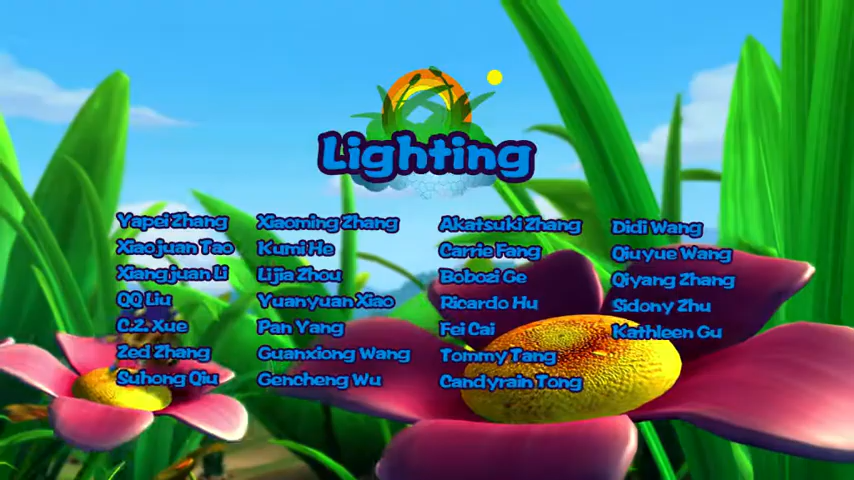 Lighting
Yapei Zhang
Xiaojuan Tao
Xiangjuan Li
QQ Liu
C.Z. Xue
Zed Zhang
Suhong Qiu
Xiaoming Zhang
Kumi He
Lijia Zhou
Yuanyuan Xiao
Pan Yang
Guanxiong Wang
Gencheng Wu
Akatsuki Zhang
Carrie Fang
Bobozi Ge
Ricardo Hu
Fei Cai
Tommy Tang
Candyrain Tong
Didi Wang
Qiuyue Wang
Qiyang Zhang
Sidony Zhu
Kathleen Gu